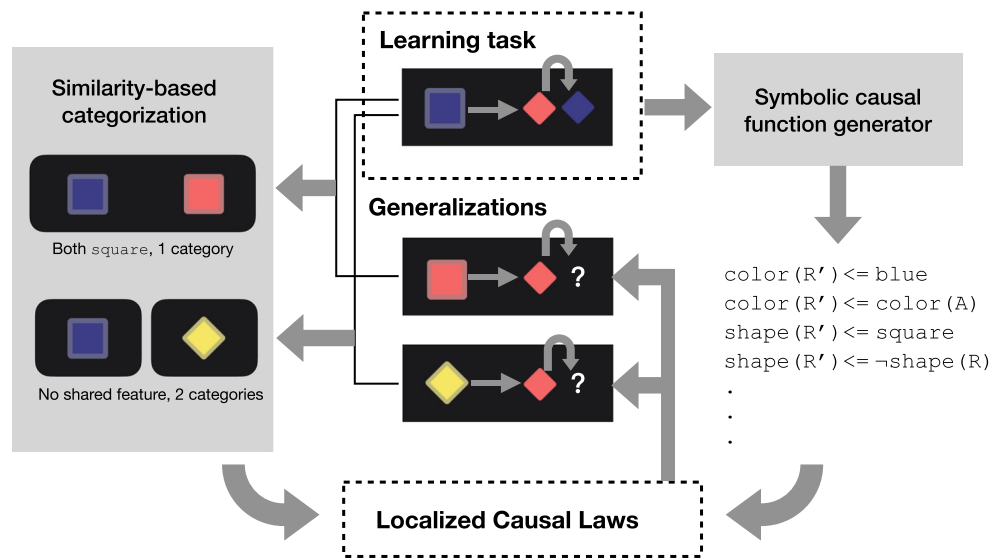 Learning task
Similarity-based
categorization
Both square, 1 category
No shared feature, 2 categories
Generalizations
?
?
Symbolic causal
function generator
color(R’)<= blue
color(R’)<= color(A)
shape(R’)<= square
shape(R’)<= ¬shape(R)
.
.
.
Localized Causal Laws